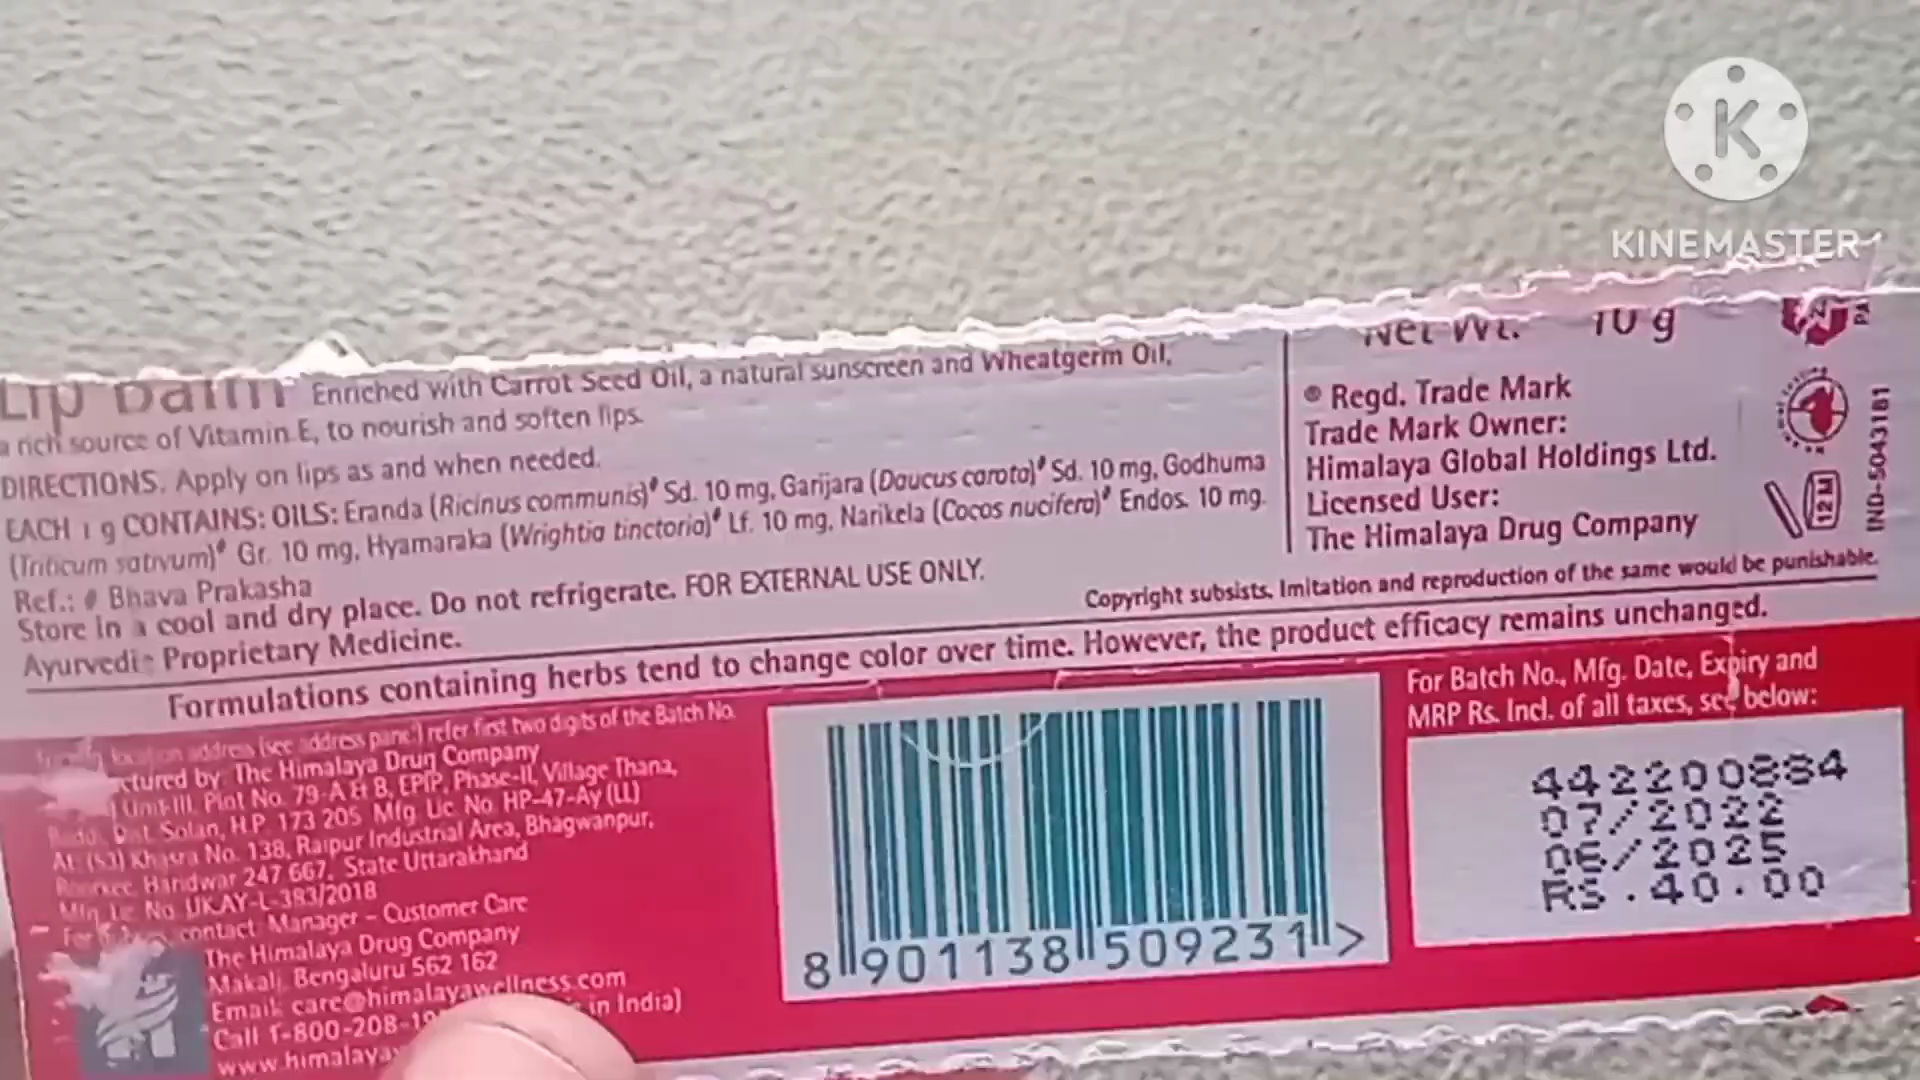 KINEMASTER
Lip Balm Enriched with Carrot Seed Oil, a natural sunscreen and Wheatgerm Oil,
a rich source of Vitamin E, to nourish and soften lips.
DIRECTIONS. Apply on lips as and when needed.
EACH 1 g CONTAINS: OILS: Eranda (Ricinus communis)# Sd. 10 mg, Garijara (Daucus carota)# Sd. 10 mg, Godhuma
(Triticum sativum)# Gr. 10 mg, Hyamaraka (Wrightia tinctoria)# Lf. 10 mg, Narikela (Cocos nucifera)# Endos. 10 mg.
Ref.: # Bhava Prakasha
Store in a cool and dry place. Do not refrigerate. FOR EXTERNAL USE ONLY.
Ayurvedic Proprietary Medicine.
Net Wt. 10 g
® Regd. Trade Mark
Trade Mark Owner:
Himalaya Global Holdings Ltd.
Licensed User:
The Himalaya Drug Company
12 M
IND-5043181
Copyright subsists. Imitation and reproduction of the same would be punishable.
Formulations containing herbs tend to change color over time. However, the product efficacy remains unchanged.
location address (see address panel) refer first two digits of the Batch No.
by: The Himalaya Drug Company
Unit-III, Plot No. 79-A & B, EPIP, Phase-II, Village Thana,
Dist. Solan, H.P. 173 205 Mfg. Lic. No. HP-47-Ay (LL)
At: (53) Khasra No. 138, Raipur Industrial Area, Bhagwanpur,
Roorkee, Haridwar 247 667, State Uttarakhand
Mfg. Lic. No. UKAY-L-383/2018
contact: Manager – Customer Care
The Himalaya Drug Company
Makali, Bengaluru 562 162
Email: care@himalayawellness.com
Call 1-800-208-19 in India)
www.himalaya
8 901138 509231 >
For Batch No., Mfg. Date, Expiry and
MRP Rs. Incl. of all taxes, see below:
442200884
07/2022
06/2025
RS.40.00